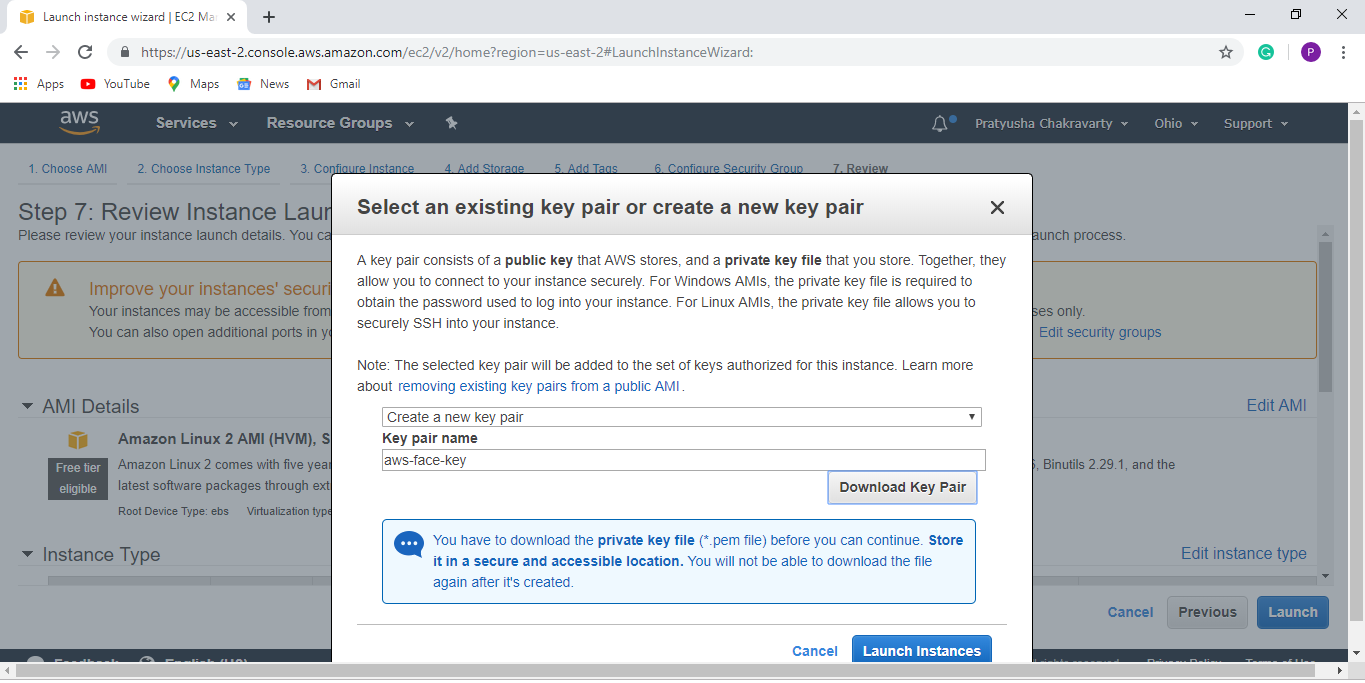 Launch instance wizard | EC2 Ma
https://us-east-2.console.aws.amazon.com/ec2/v2/home?region=us-east-2#LaunchInstanceWizard:
P
Apps YouTube Maps News Gmail
aws Services Resource Groups Pratyusha Chakravarty Ohio Support
1. Choose AMI 2. Choose Instance Type 3. Configure Instance 4. Add Storage 5. Add Tags 6. Configure Security Group 7. Review
Step 7: Review Instance Laun
Please review your instance launch details. You ca
aunch process.
Improve your instances' securi
Your instances may be accessible from
ses only.
You can also open additional ports in yo
Edit security groups
AMI Details
Edit AMI
Amazon Linux 2 AMI (HVM), S
Free tier
eligible
Amazon Linux 2 comes with five year
6, Binutils 2.29.1, and the
latest software packages through ext
Root Device Type: ebs Virtualization type
Instance Type
Edit instance type
Cancel Previous Launch
Select an existing key pair or create a new key pair
A key pair consists of a public key that AWS stores, and a private key file that you store. Together, they
allow you to connect to your instance securely. For Windows AMIs, the private key file is required to
obtain the password used to log into your instance. For Linux AMIs, the private key file allows you to
securely SSH into your instance.
Note: The selected key pair will be added to the set of keys authorized for this instance. Learn more
about removing existing key pairs from a public AMI.
Create a new key pair
Key pair name
aws-face-key
Download Key Pair
You have to download the private key file (*.pem file) before you can continue. Store
it in a secure and accessible location. You will not be able to download the file
again after it's created.
Cancel Launch Instances
Feedback English (US)
Privacy Policy Terms of Use